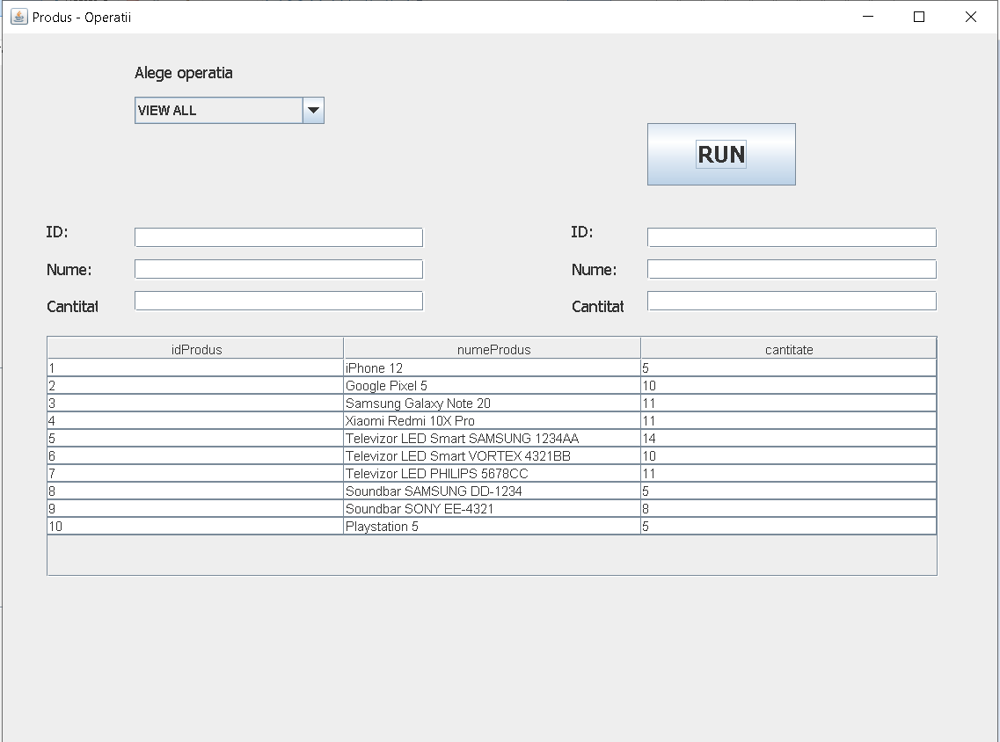 Produs - Operatii
Alege operatia
VIEW ALL
RUN
ID: ID:
Nume: Nume:
Cantitat Cantitat
idProdus numeProdus cantitate
1 iPhone 12 5
2 Google Pixel 5 10
3 Samsung Galaxy Note 20 11
4 Xiaomi Redmi 10X Pro 11
5 Televizor LED Smart SAMSUNG 1234AA 14
6 Televizor LED Smart VORTEX 4321BB 10
7 Televizor LED PHILIPS 5678CC 11
8 Soundbar SAMSUNG DD-1234 5
9 Soundbar SONY EE-4321 8
10 Playstation 5 5